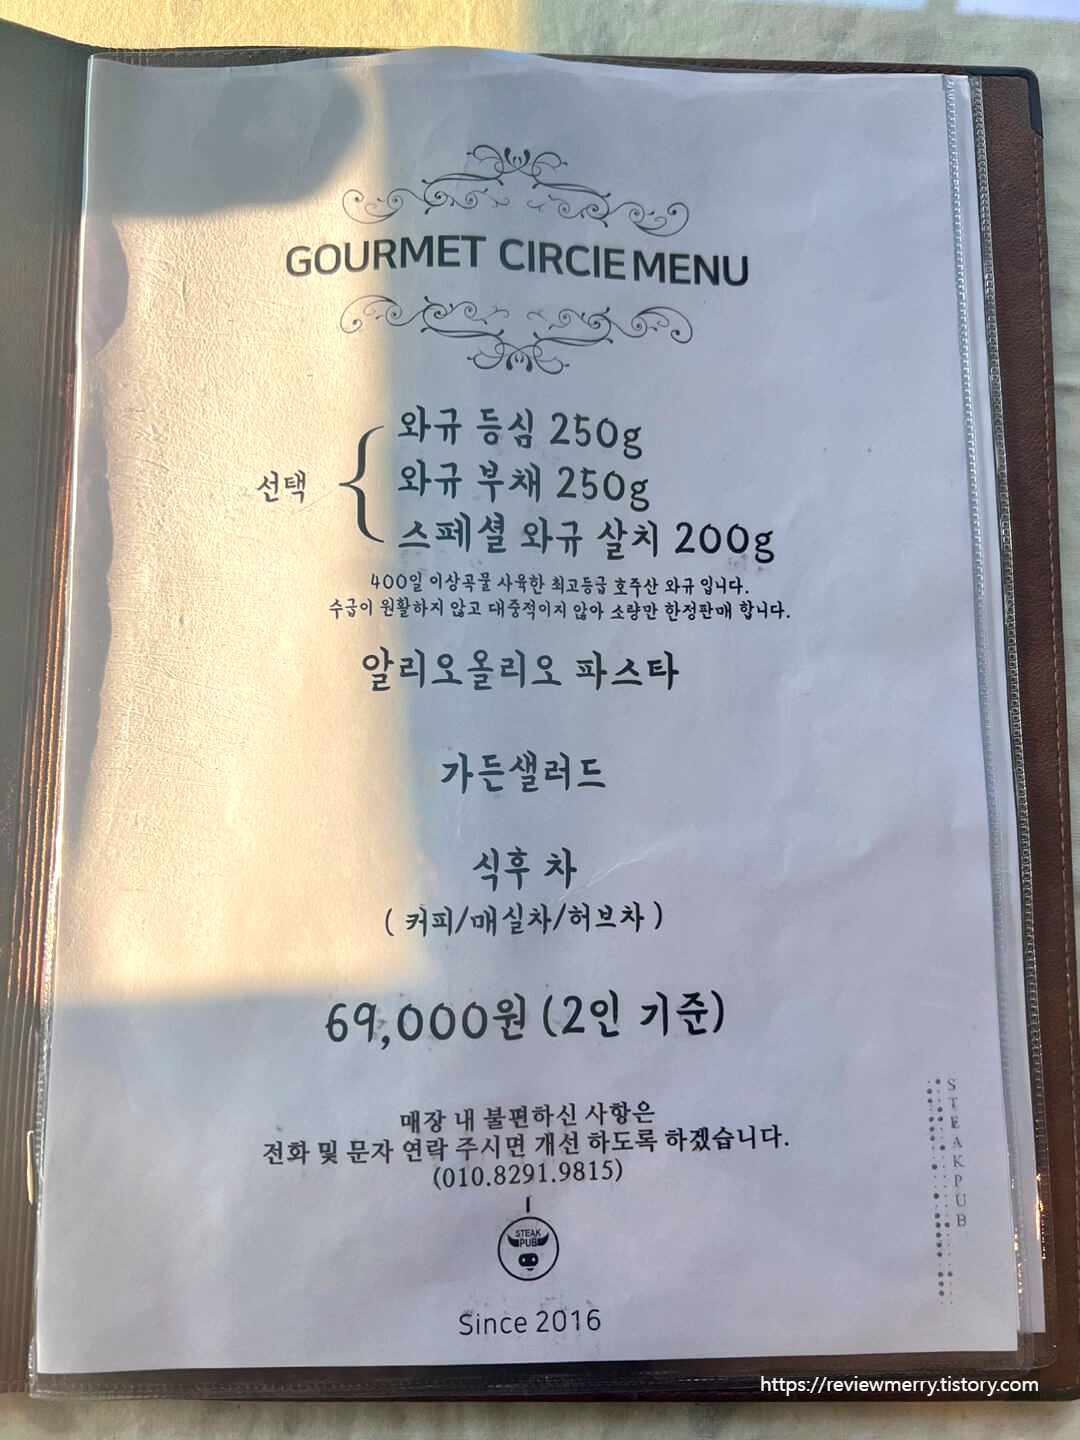 GOURMET CIRCIE MENU
선택
와규 등심 250g
와규 부채 250g
스페셜 와규 살치 200g
400일 이상곡물 사육한 최고등급 호주산 와규 입니다.
수급이 원활하지 않고 대중적이지 않아 소량만 한정판매 합니다.
알리오올리오 파스타
가든샐러드
식후 차
( 커피/매실차/허브차 )
69,000원 (2인 기준)
매장 내 불편하신 사항은
전화 및 문자 연락 주시면 개선 하도록 하겠습니다.
(010.8291.9815)
STEAK
PUB
Since 2016
STEAKPUB
https://reviewmerry.tistory.com